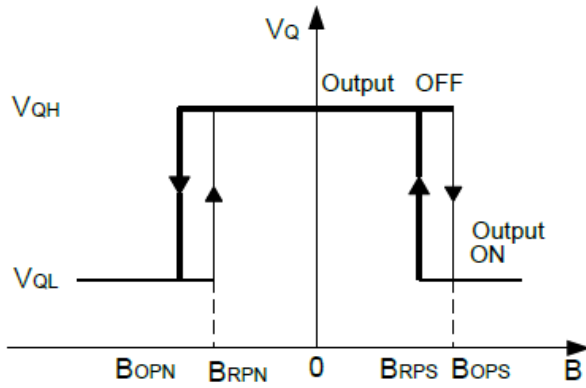 VQ
Output OFF
VQH
Output
ON
VQL
BOPN BRPN 0 BRPS BOPS B